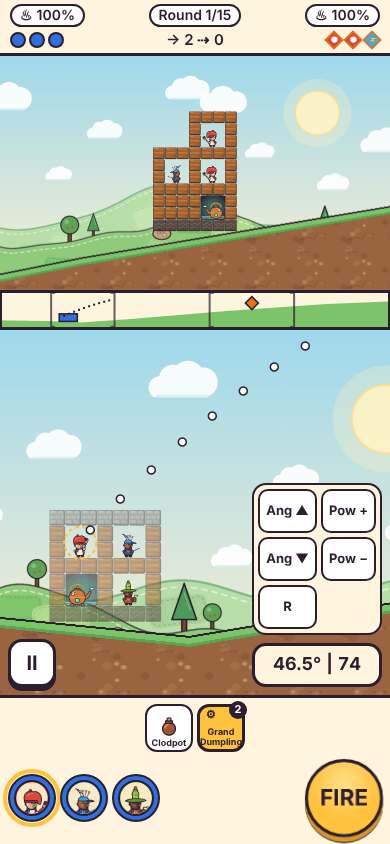 ♨ 100%
Round 1/15
♨ 100%
→ 2 ⇢ 0
Ang ▲
Pow +
Ang ▼
Pow −
R
46.5° | 74
Clodpot
2
Grand
Dumpling
FIRE